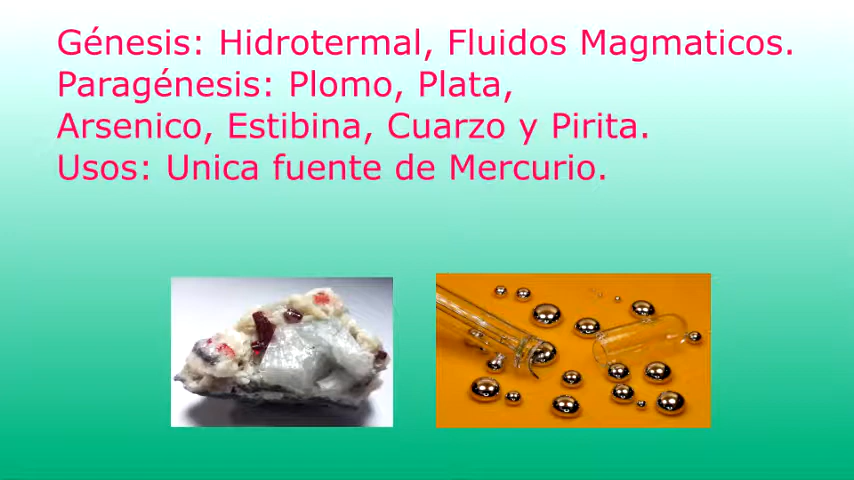 Génesis: Hidrotermal, Fluidos Magmaticos.
Paragénesis: Plomo, Plata,
Arsenico, Estibina, Cuarzo y Pirita.
Usos: Unica fuente de Mercurio.